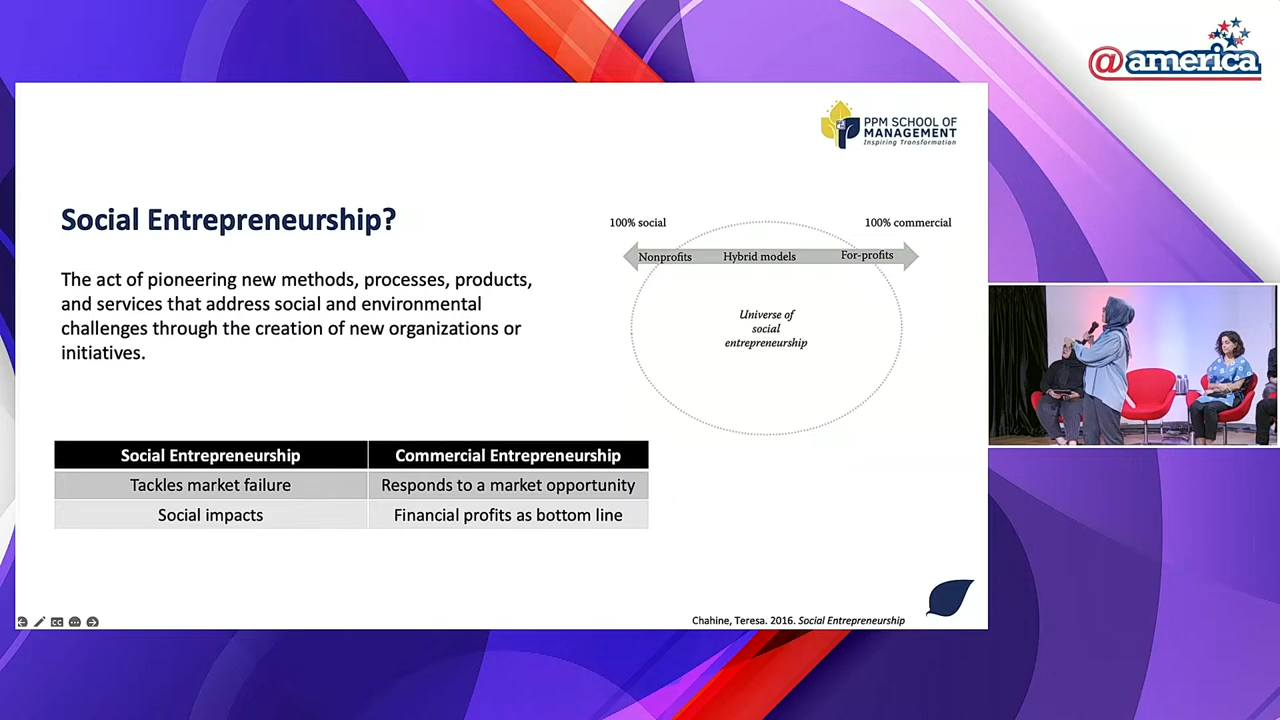 @america
PPM SCHOOL OF
MANAGEMENT
Inspiring Transformation
Social Entrepreneurship?
The act of pioneering new methods, processes, products,
and services that address social and environmental
challenges through the creation of new organizations or
initiatives.
100% social
100% commercial
Nonprofits
Hybrid models
For-profits
Universe of
social
entrepreneurship
Social Entrepreneurship
Commercial Entrepreneurship
Tackles market failure
Responds to a market opportunity
Social impacts
Financial profits as bottom line
Chahine, Teresa. 2016. Social Entrepreneurship